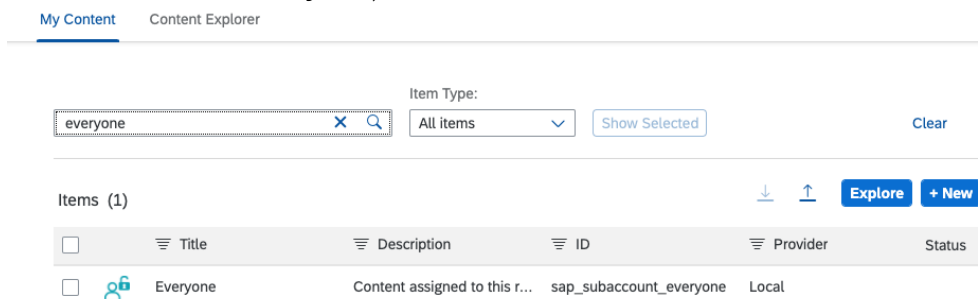 My Content Content Explorer
Item Type:
everyone All items Show Selected Clear
Items (1) Explore + New
Title Description ID Provider Status
Everyone Content assigned to this r... sap_subaccount_everyone Local